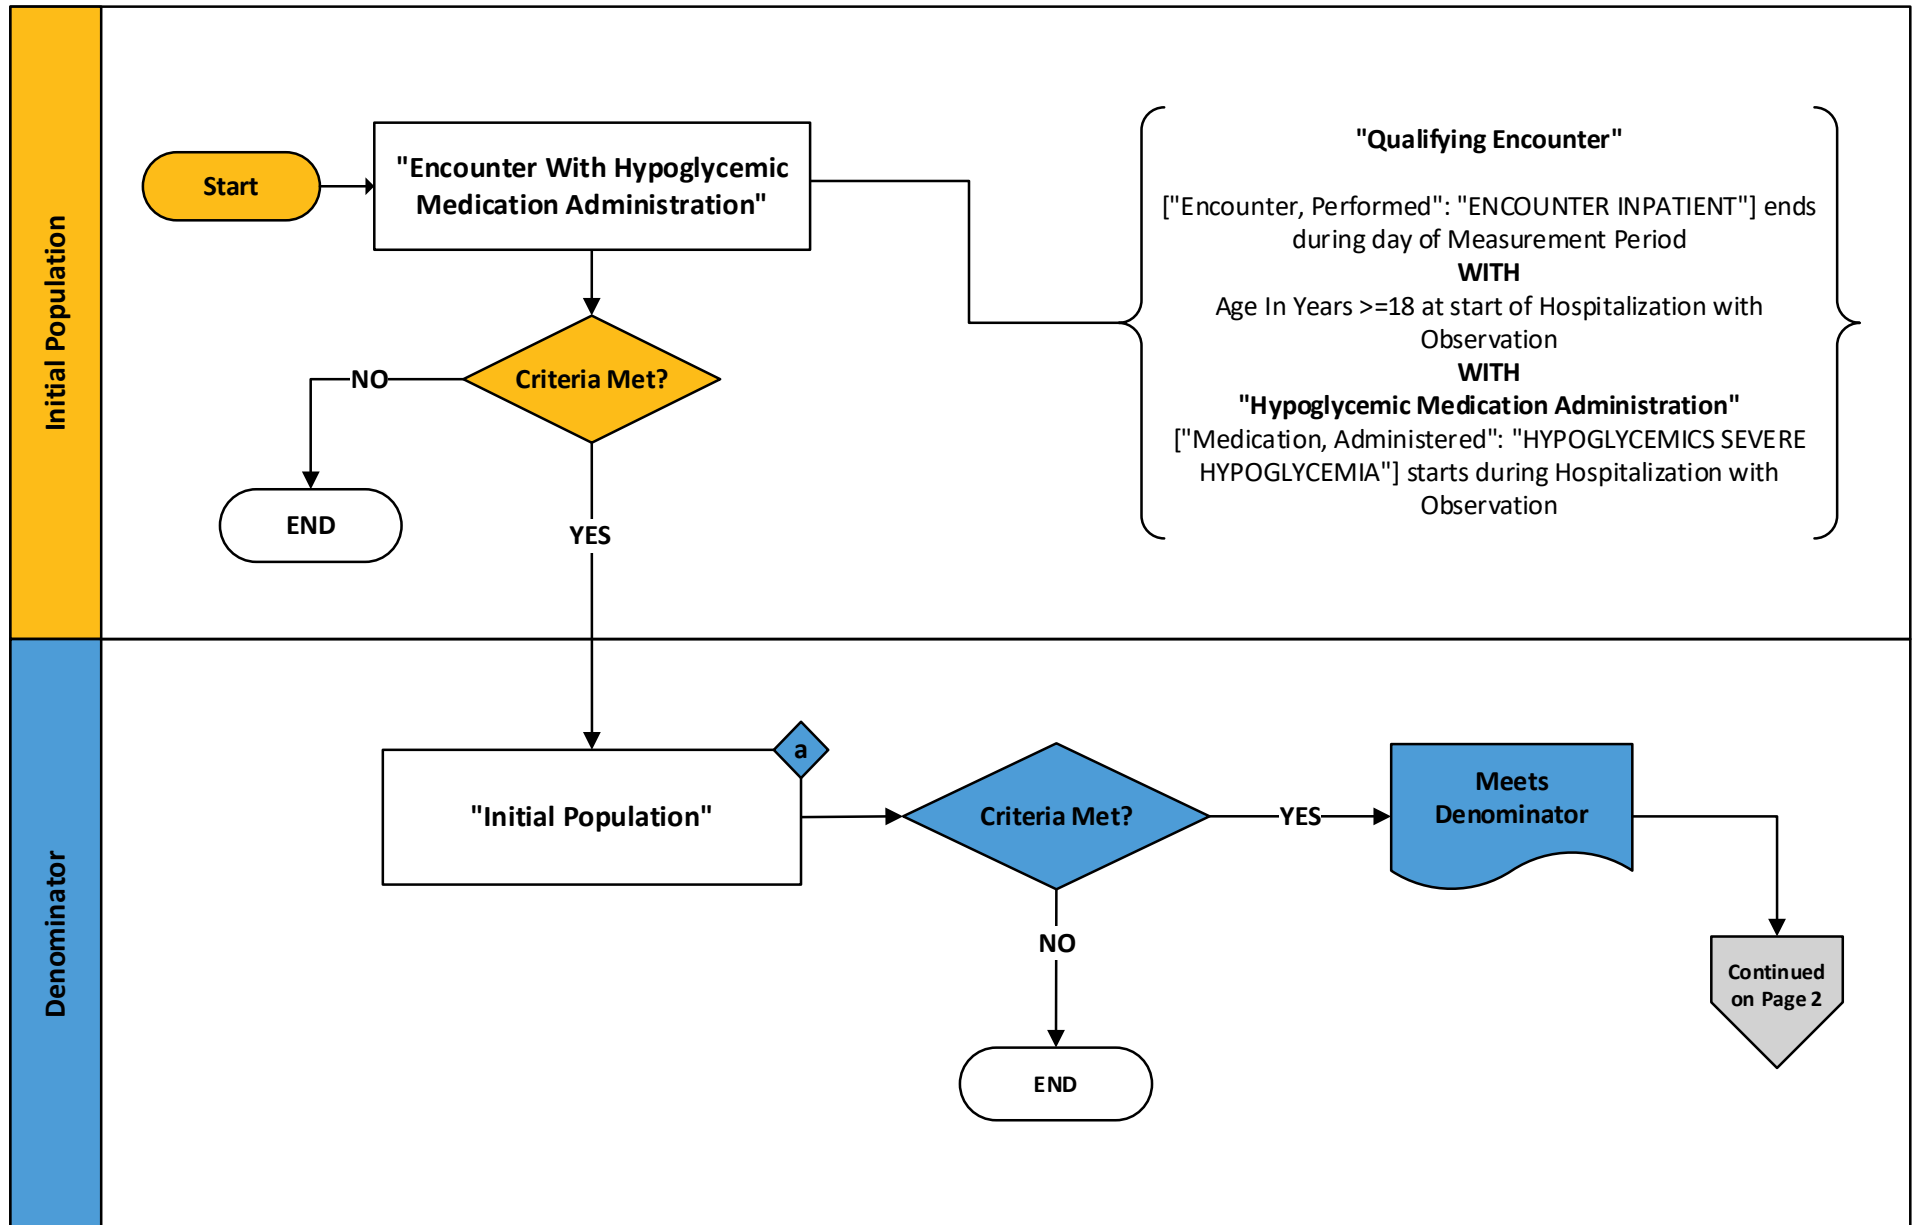 Initial Population
Start
"Encounter With Hypoglycemic
Medication Administration"
"Qualifying Encounter"
["Encounter, Performed": "ENCOUNTER INPATIENT"] ends
during day of Measurement Period
WITH
Age In Years >=18 at start of Hospitalization with
Observation
WITH
"Hypoglycemic Medication Administration"
["Medication, Administered": "HYPOGLYCEMICS SEVERE
HYPOGLYCEMIA"] starts during Hospitalization with
Observation
Criteria Met?
NO
END
YES
Denominator
"Initial Population"
a
Criteria Met?
YES
Meets
Denominator
NO
END
Continued
on Page 2